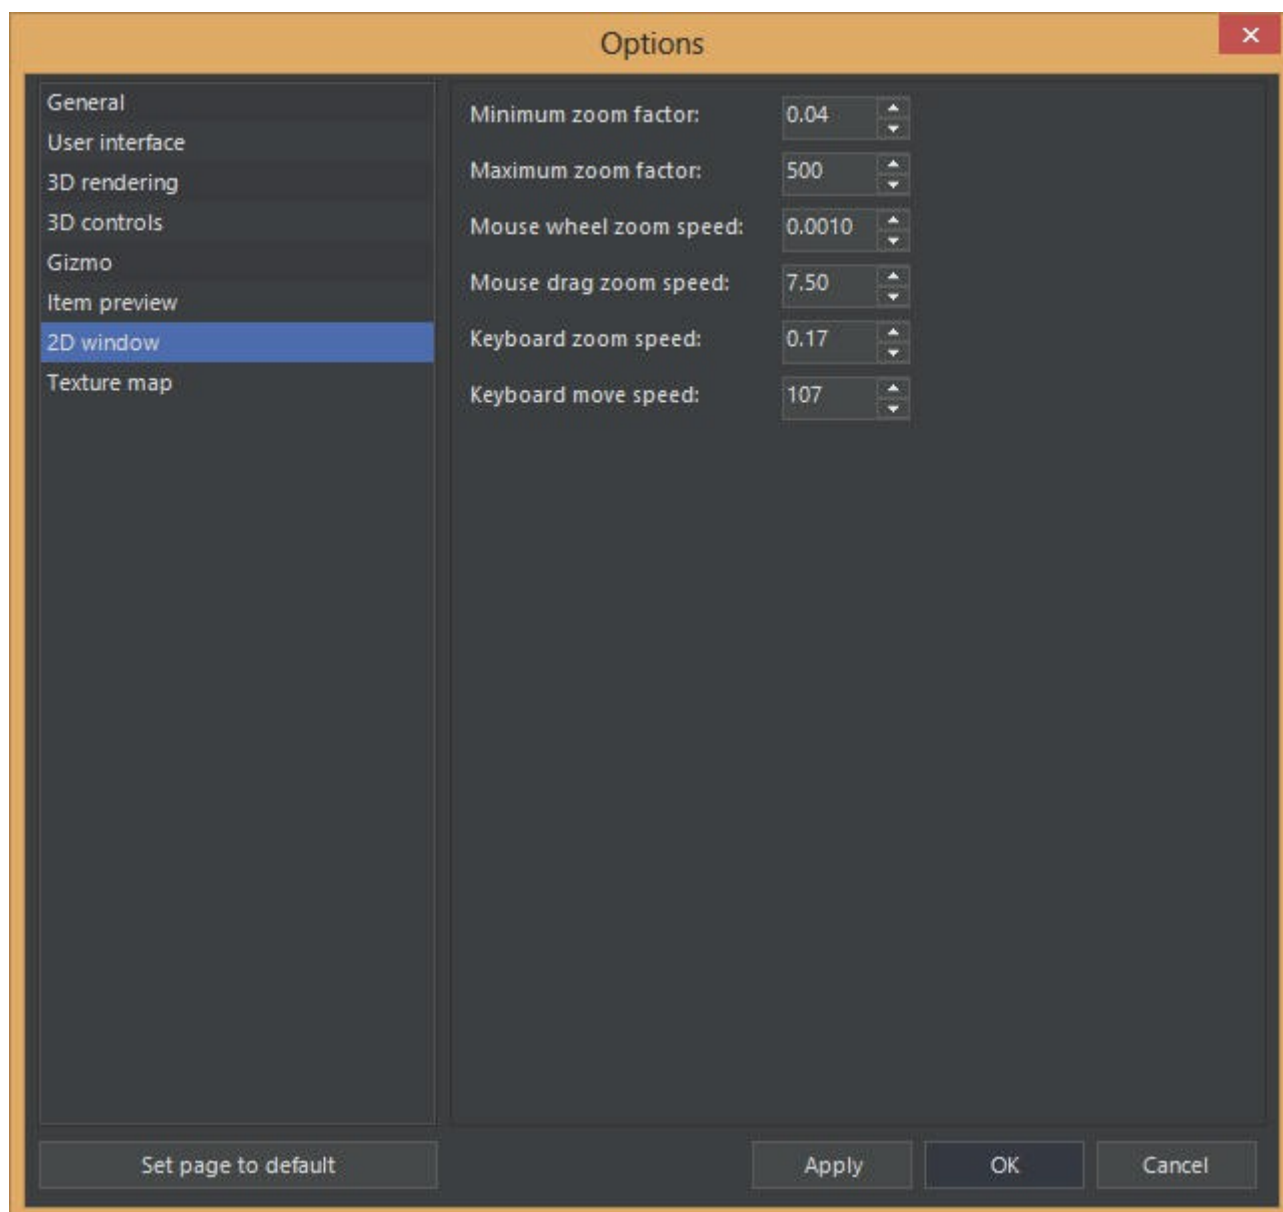 Options
General
User interface
3D rendering
3D controls
Gizmo
Item preview
2D window
Texture map
Minimum zoom factor: 0.04
Maximum zoom factor: 500
Mouse wheel zoom speed: 0.0010
Mouse drag zoom speed: 7.50
Keyboard zoom speed: 0.17
Keyboard move speed: 107
Set page to default Apply OK Cancel